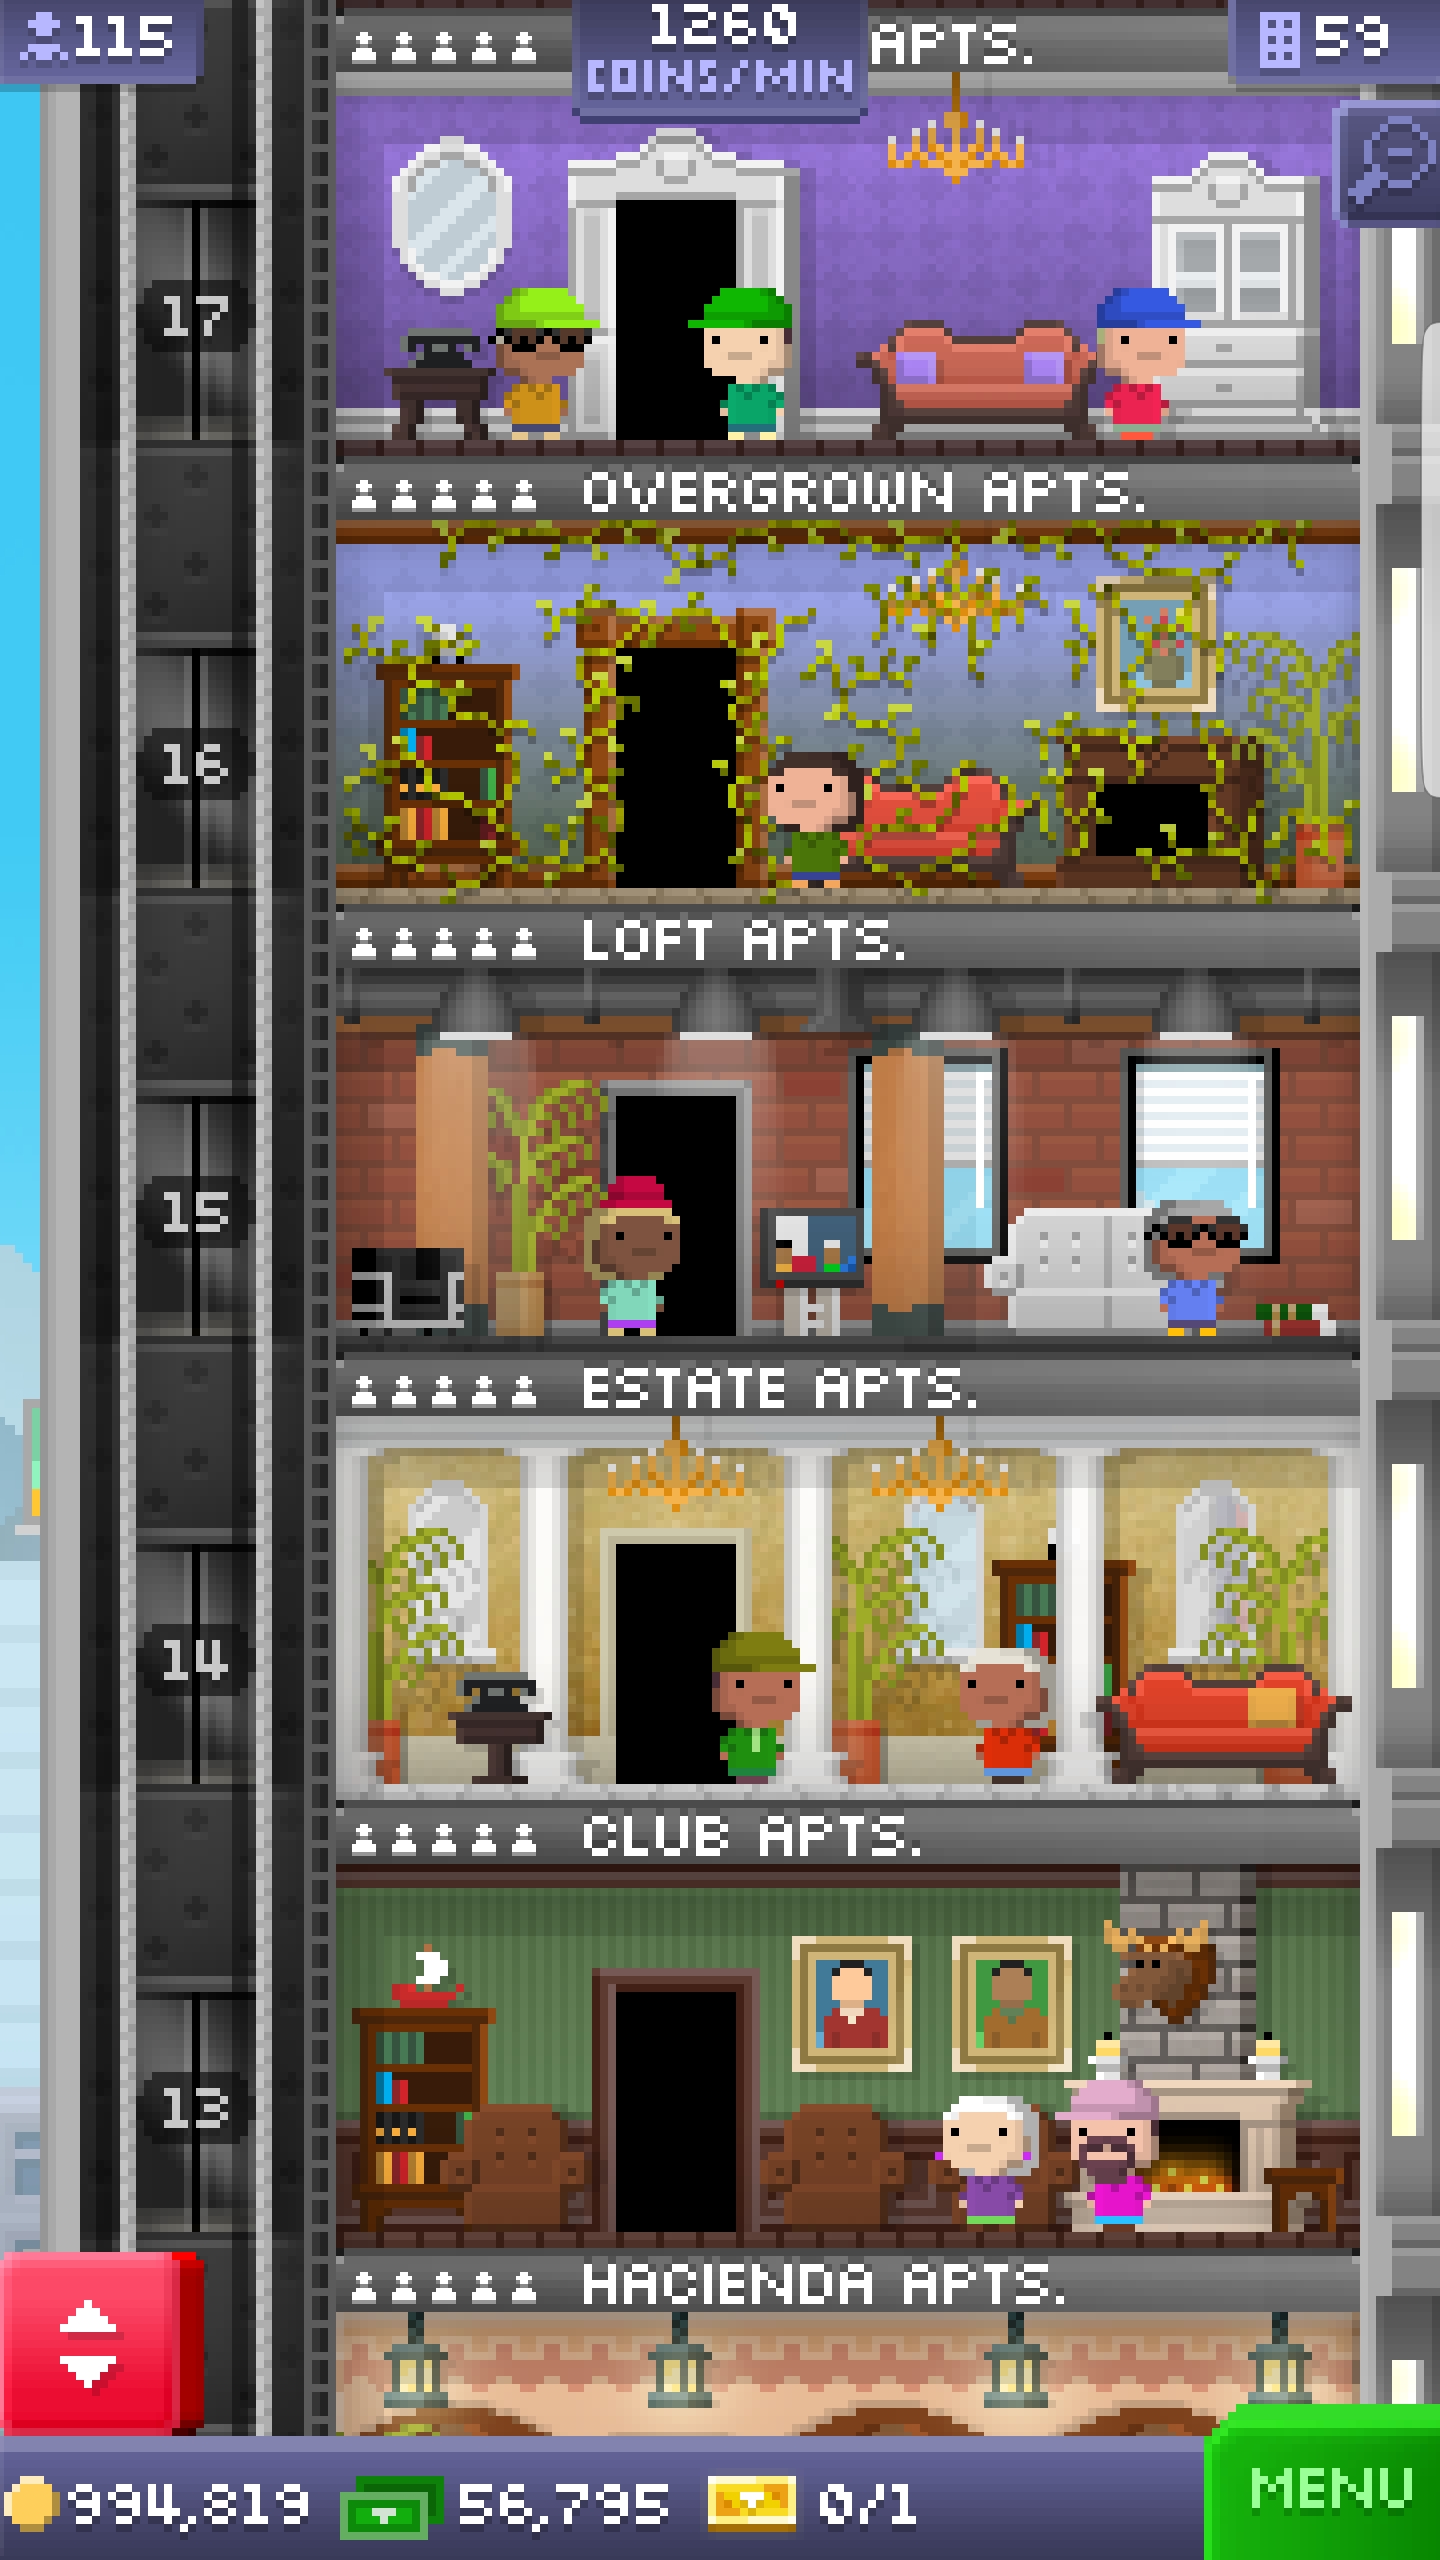 115
1260
COINS/MIN
APTS.
59
17
OVERGROWN APTS.
16
LOFT APTS.
15
ESTATE APTS.
14
CLUB APTS.
13
HACIENDA APTS.
994,819
56,795
0/1
MENU